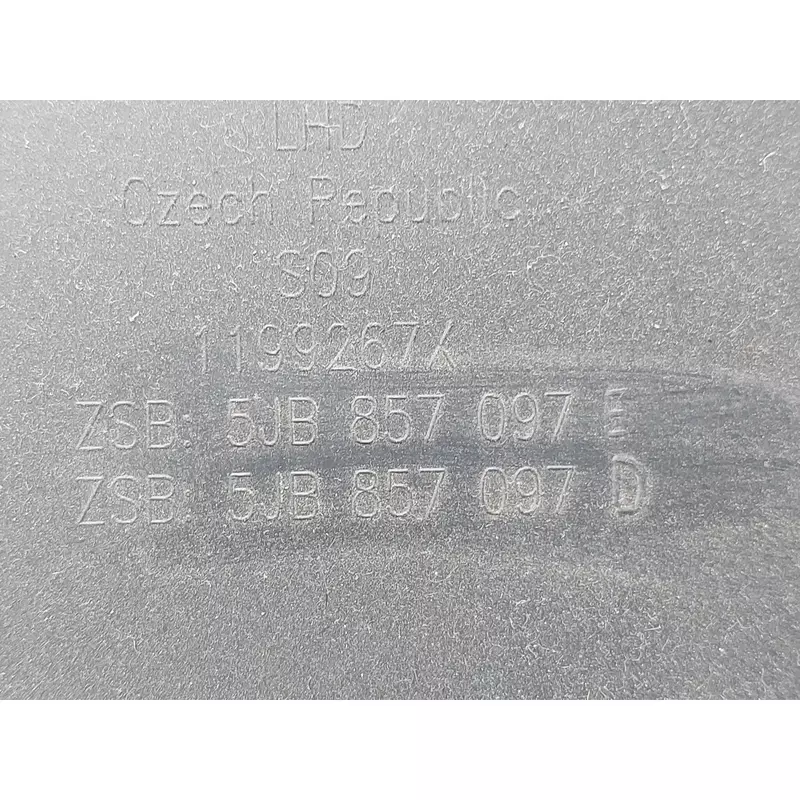 LHD
Czech Republic
S09
1199267X
ZSB: 5JB 857 097 E
ZSB: 5JB 857 097 D